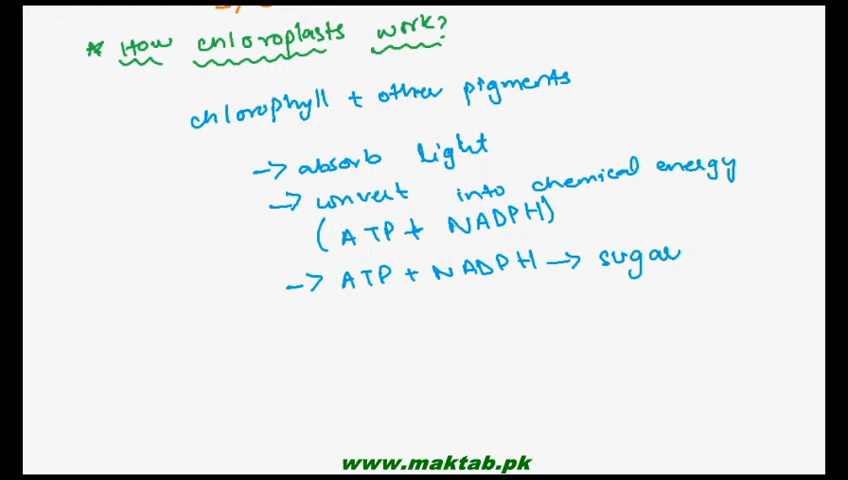 * How chloroplasts work?
chlorophyll + other pigments
-> absorb light
-> convert into chemical energy
(ATP + NADPH)
-> ATP + NADPH -> sugar
www.maktab.pk